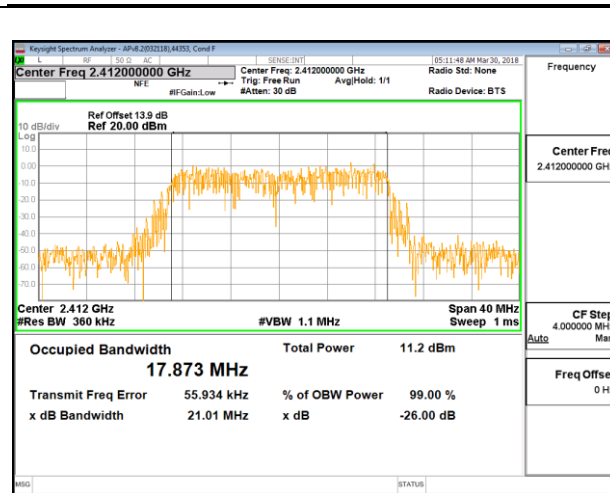 Keysight Spectrum Analyzer - APv8.2(032118),44353, Cond F
L RF 50 Ω AC SENSE:INT 05:11:48 AM Mar 30, 2018
Center Freq 2.412000000 GHz
NFE
#IFGain:Low
Center Freq: 2.412000000 GHz
Trig: Free Run Avg|Hold: 1/1
#Atten: 30 dB
Radio Std: None
Radio Device: BTS
Frequency
Ref Offset 13.9 dB
10 dB/div Ref 20.00 dBm
Log
10.0
0.00
-10.0
-20.0
-30.0
-40.0
-50.0
-60.0
-70.0
Center Freq
2.412000000 GHz
Center 2.412 GHz Span 40 MHz
#Res BW 360 kHz #VBW 1.1 MHz Sweep 1 ms
CF Step
4.000000 MHz
Auto Man
Occupied Bandwidth Total Power 11.2 dBm
17.873 MHz
Transmit Freq Error 55.934 kHz % of OBW Power 99.00 %
x dB Bandwidth 21.01 MHz x dB -26.00 dB
Freq Offset
0 Hz
MSG STATUS